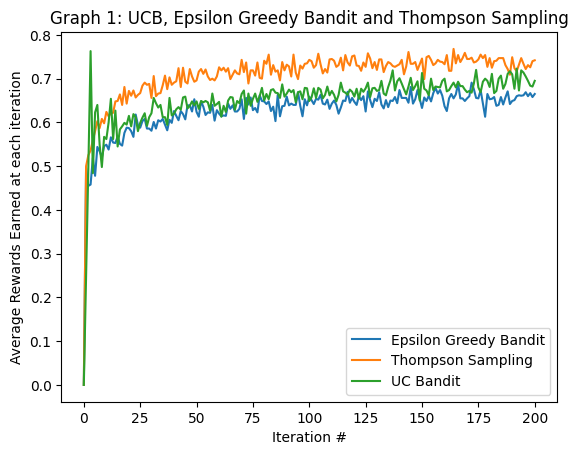 Graph 1: UCB, Epsilon Greedy Bandit and Thompson Sampling
Average Rewards Earned at each iteration
0.8
0.7
0.6
0.5
0.4
0.3
0.2
0.1
0.0
Epsilon Greedy Bandit
Thompson Sampling
UC Bandit
0 25 50 75 100 125 150 175 200
Iteration #